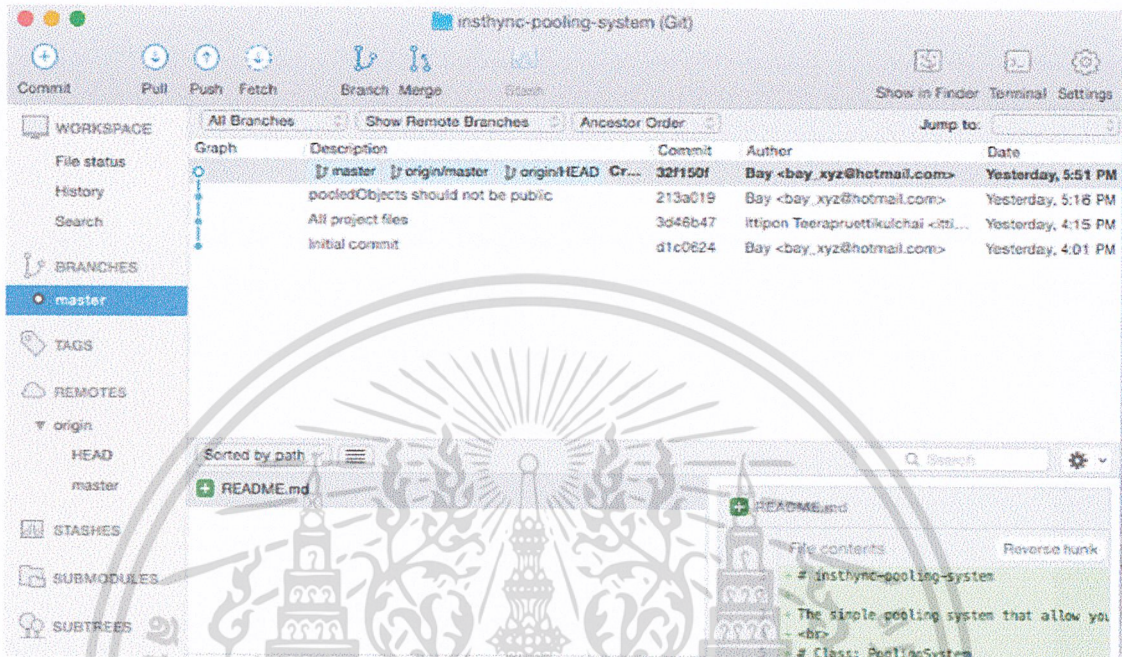 insthync-pooling-system (Git)
Commit Pull Push Fetch Branch Merge Stash Show in Finder Terminal Settings
WORKSPACE
File status
History
Search
BRANCHES
master
TAGS
REMOTES
origin
HEAD
master
STASHES
SUBMODULES
SUBTREES
All Branches Show Remote Branches Ancestor Order Jump to:
Graph Description Commit Author Date
master origin/master origin/HEAD Cr... 32f150f Bay <bay_xyz@hotmail.com> Yesterday, 5:51 PM
pooledObjects should not be public 213a019 Bay <bay_xyz@hotmail.com> Yesterday, 5:16 PM
All project files 3d46b47 Ittipon Teerapruettikulchai <itti... Yesterday, 4:15 PM
Initial commit d1c0624 Bay <bay_xyz@hotmail.com> Yesterday, 4:01 PM
Sorted by path Search
README.md
README.md
File contents Reverse hunk
+ # insthync-pooling-system
+ The simple pooling system that allow you
+ <br>
+ # Class: PoolingSystem